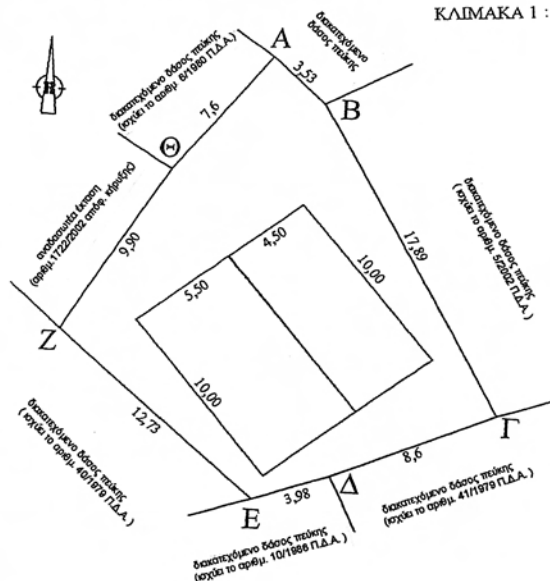 ΚΛΙΜΑΚΑ 1 :
διακατεχόμενο
δάσος πεύκης
Α
3,53
Β
διακατεχόμενο δάσος πεύκης
(ισχύει το αριθμ. 6/1980 Π.Δ.Α.)
7,6
Θ
αναδασωτέα έκταση
(αριθμ. 1722/2002 απόφ. κήρυξης)
9,90
Ζ
4,50
5,50
10,00
10,00
17,89
διακατεχόμενο δάσος πεύκης
( ισχύει το αριθμ. 5/2002 Π.Δ.Α. )
12,73
διακατεχόμενο δάσος πεύκης
( ισχύει το αριθμ. 40/1979 Π.Δ.Α. )
Ε
3,98
Δ
8,6
Γ
διακατεχόμενο δάσος πεύκης
(ισχύει το αριθμ. 41/1979 Π.Δ.Α. )
διακατεχόμενο δάσος πεύκης
(ισχύει το αριθμ. 10/1986 Π.Δ.Α. )